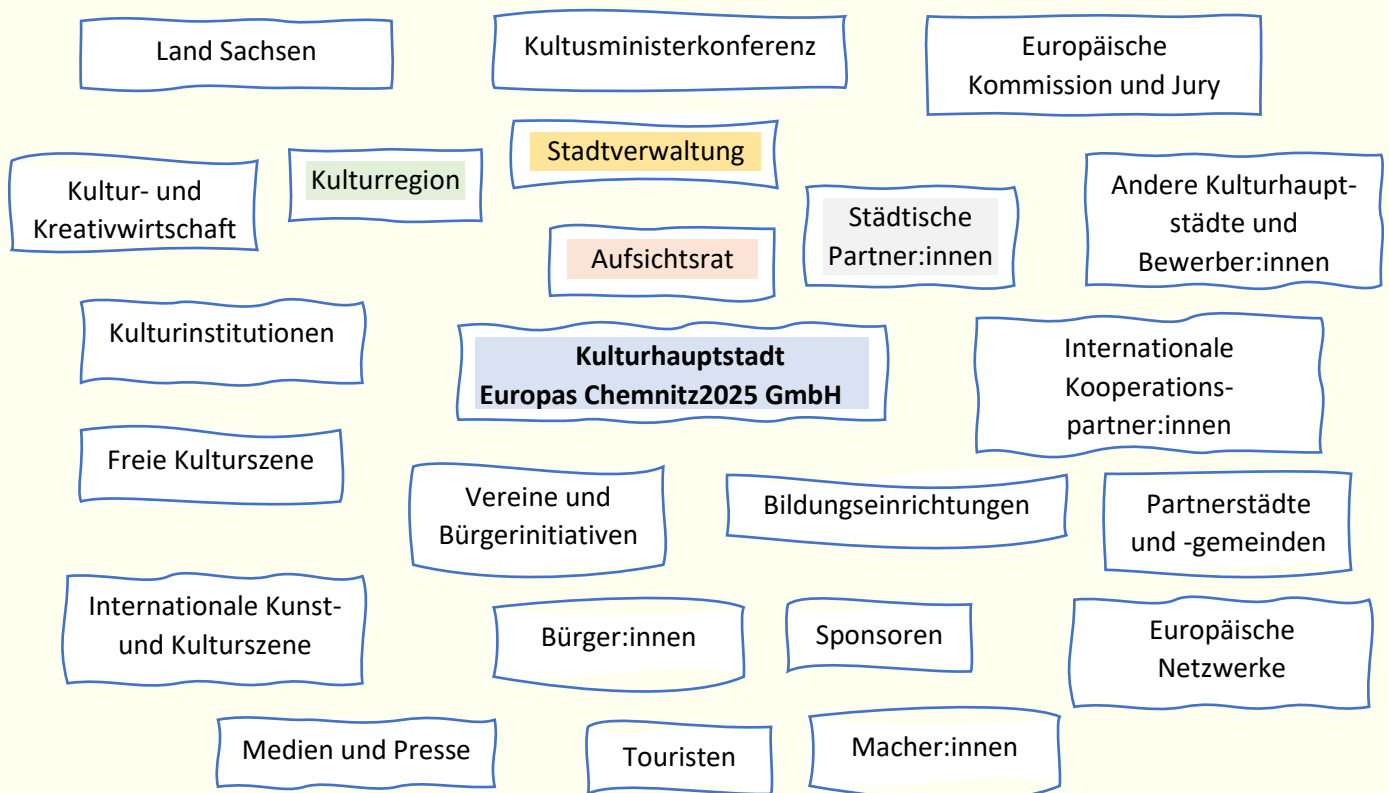 Land Sachsen
Kultusministerkonferenz
Europäische
Kommission und Jury
Kultur- und
Kreativwirtschaft
Kulturregion
Stadtverwaltung
Aufsichtsrat
Städtische
Partner:innen
Andere Kulturhaupt-
städte und
Bewerber:innen
Kulturinstitutionen
Kulturhauptstadt
Europas Chemnitz2025 GmbH
Internationale
Kooperations-
partner:innen
Freie Kulturszene
Vereine und
Bürgerinitiativen
Bildungseinrichtungen
Partnerstädte
und -gemeinden
Internationale Kunst-
und Kulturszene
Bürger:innen
Sponsoren
Europäische
Netzwerke
Medien und Presse
Touristen
Macher:innen